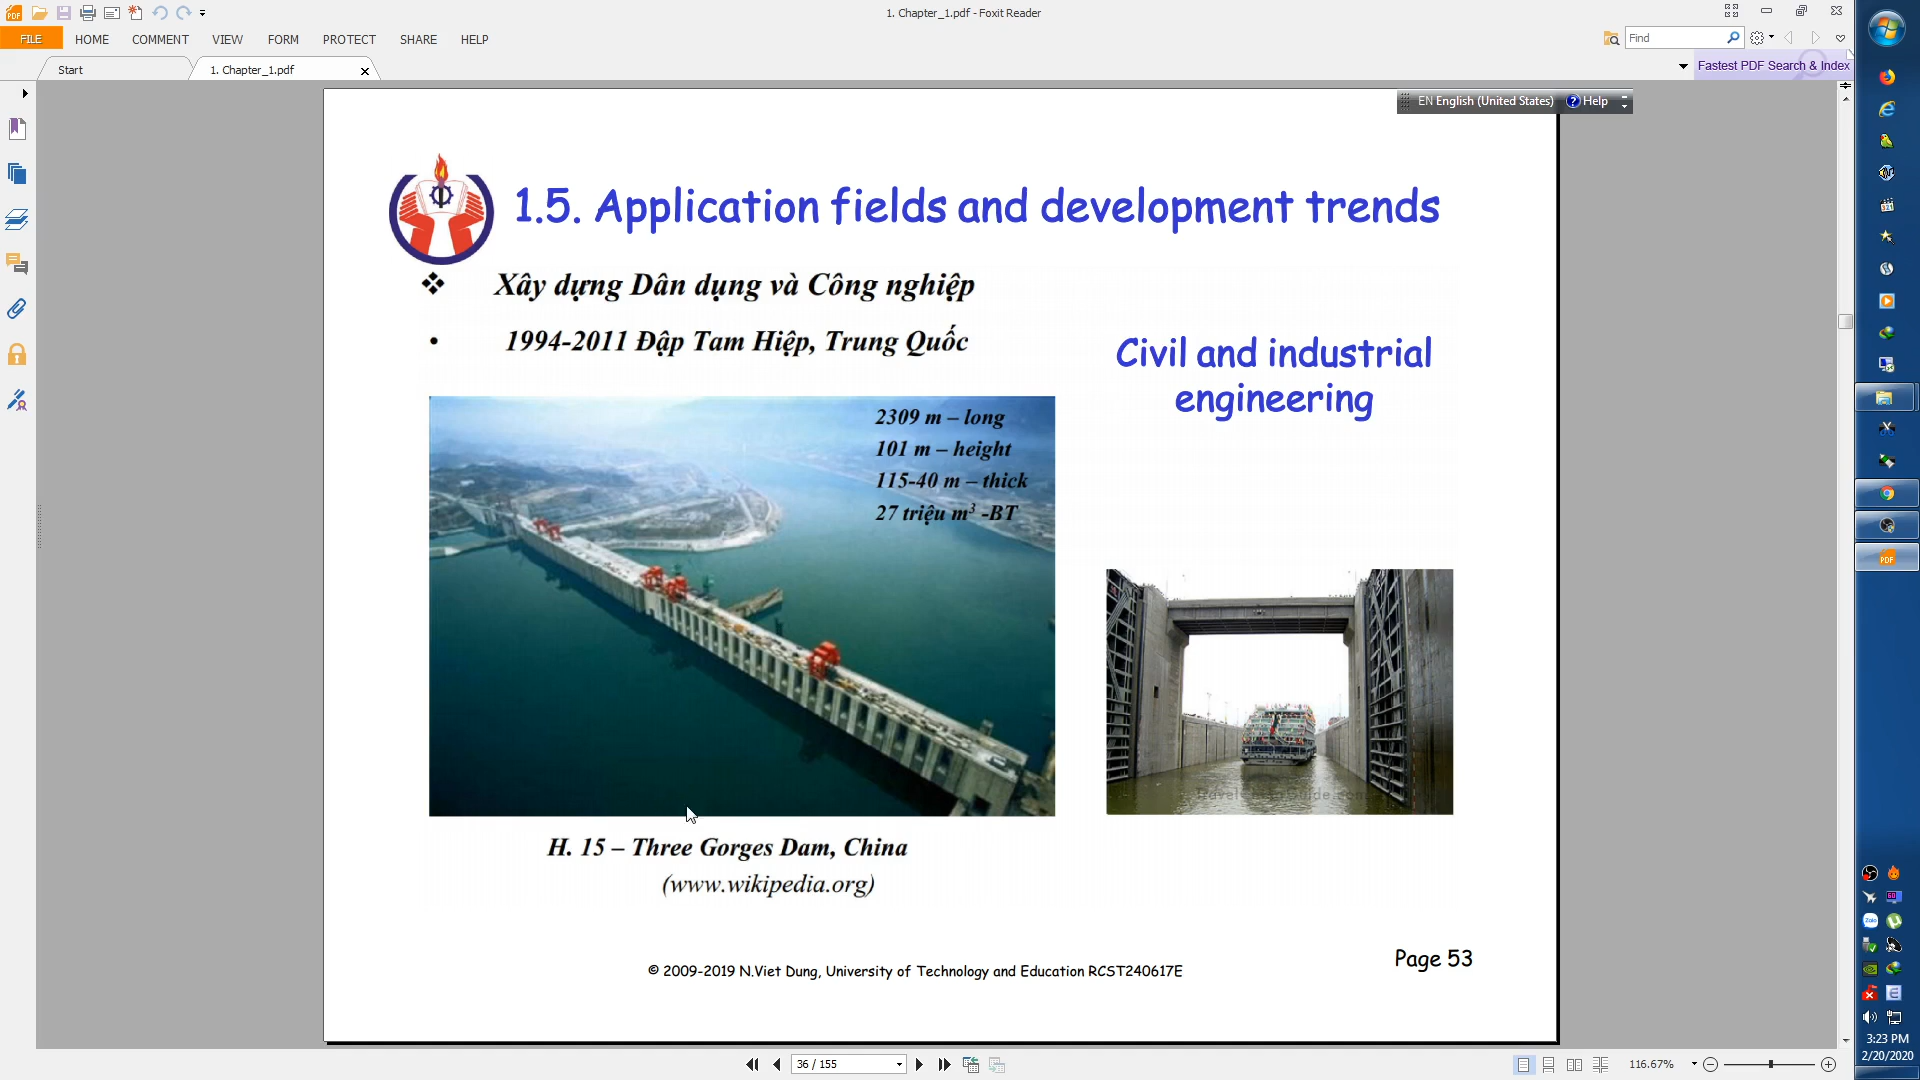 1. Chapter_1.pdf - Foxit Reader
FILE HOME COMMENT VIEW FORM PROTECT SHARE HELP
Find
Start
1. Chapter_1.pdf
Fastest PDF Search & Index
EN English (United States) Help
1.5. Application fields and development trends
Xây dựng Dân dụng và Công nghiệp
1994-2011 Đập Tam Hiệp, Trung Quốc
Civil and industrial
engineering
2309 m – long
101 m – height
115-40 m – thick
27 triệu m³ -BT
H. 15 – Three Gorges Dam, China
(www.wikipedia.org)
Page 53
© 2009-2019 N.Viet Dung, University of Technology and Education RCST240617E
36 / 155
116.67%
3:23 PM
2/20/2020